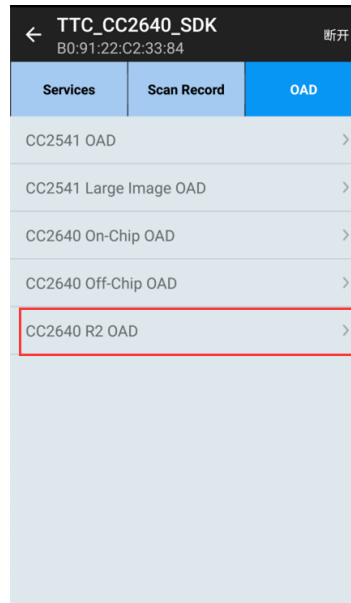 TTC_CC2640_SDK
断开
B0:91:22:C2:33:84
Services
Scan Record
OAD
CC2541 OAD
CC2541 Large Image OAD
CC2640 On-Chip OAD
CC2640 Off-Chip OAD
CC2640 R2 OAD